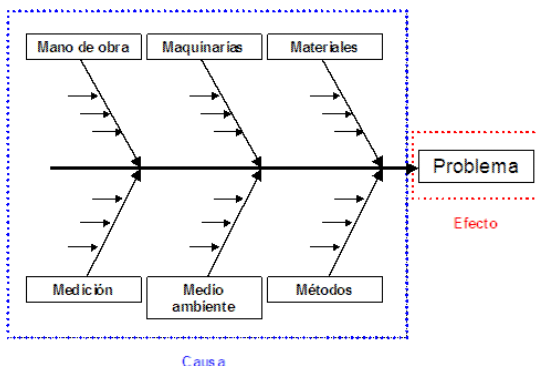 Mano de obra
Maquinarias
Materiales
Problema
Efecto
Medición
Medio
ambiente
Métodos
Causa